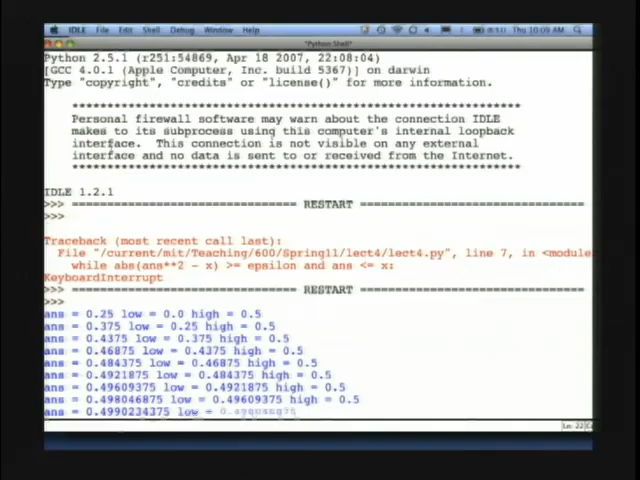 IDLE File Edit Shell Debug Window Help Thu 10:09 AM
*Python Shell*
Python 2.5.1 (r251:54869, Apr 18 2007, 22:08:04)
[GCC 4.0.1 (Apple Computer, Inc. build 5367)] on darwin
Type "copyright", "credits" or "license()" for more information.
****************************************************************
Personal firewall software may warn about the connection IDLE
makes to its subprocess using this computer's internal loopback
interface. This connection is not visible on any external
interface and no data is sent to or received from the Internet.
****************************************************************
IDLE 1.2.1
>>> ================================ RESTART ================================
>>>
Traceback (most recent call last):
File "/current/mit/Teaching/600/Spring11/lect4/lect4.py", line 7, in <module
while abs(ans**2 - x) >= epsilon and ans <= x:
KeyboardInterrupt
>>> ================================ RESTART ================================
>>>
ans = 0.25 low = 0.0 high = 0.5
ans = 0.375 low = 0.25 high = 0.5
ans = 0.4375 low = 0.375 high = 0.5
ans = 0.46875 low = 0.4375 high = 0.5
ans = 0.484375 low = 0.46875 high = 0.5
ans = 0.4921875 low = 0.484375 high = 0.5
ans = 0.49609375 low = 0.4921875 high = 0.5
ans = 0.498046875 low = 0.49609375 high = 0.5
ans = 0.4990234375 low =
Ln: 22